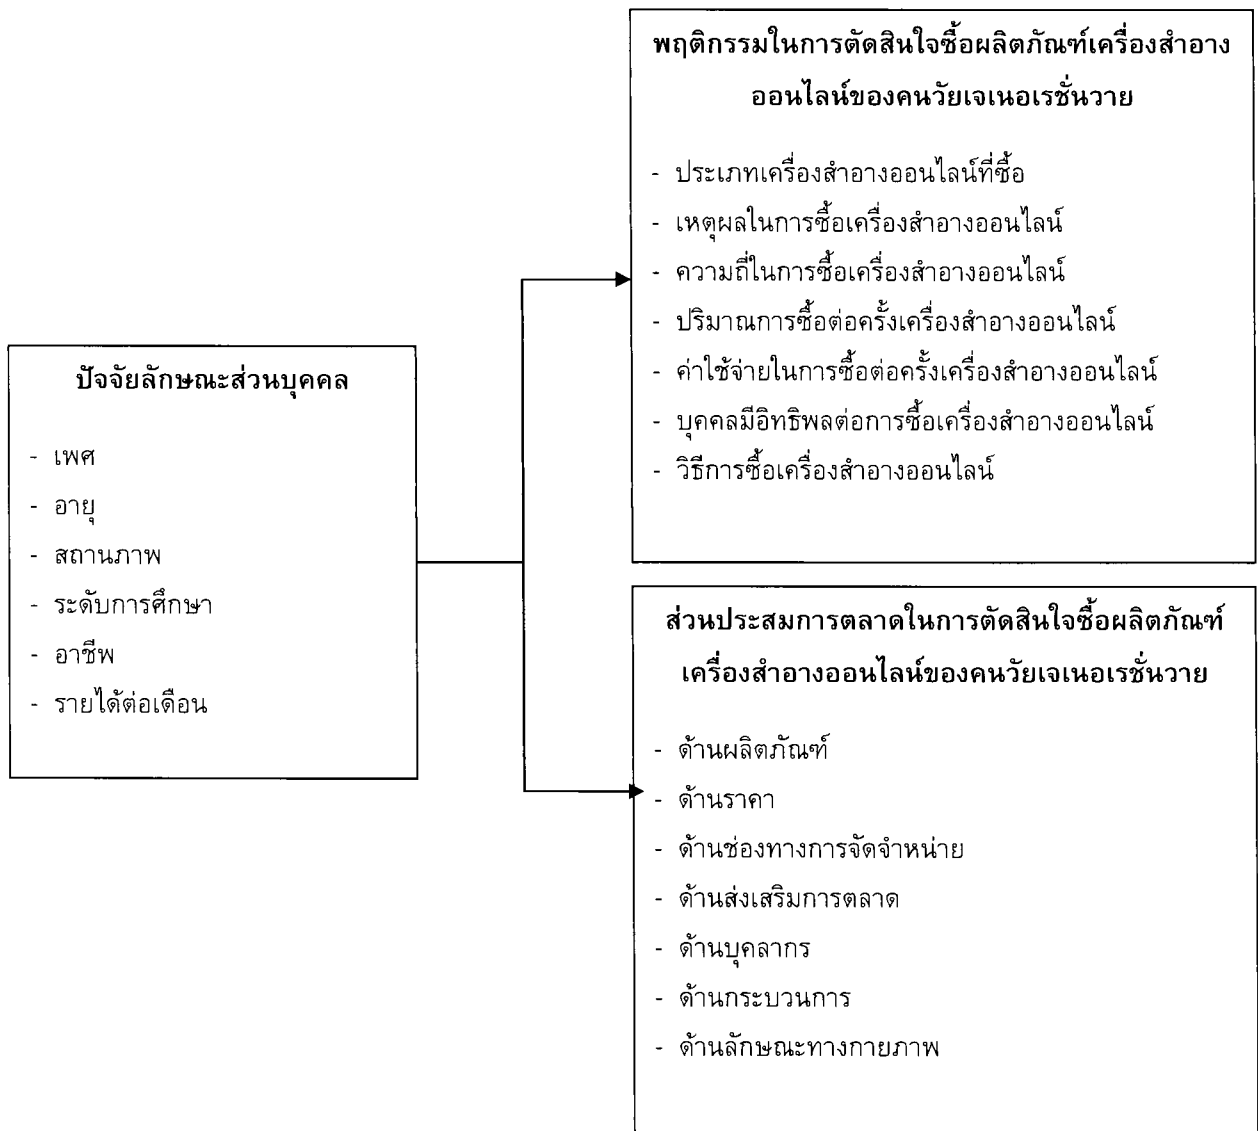 พฤติกรรมในการตัดสินใจซื้อผลิตภัณฑ์เครื่องสำอาง
ออนไลน์ของคนวัยเจเนอเรชั่นวาย
- ประเภทเครื่องสำอางออนไลน์ที่ซื้อ
- เหตุผลในการซื้อเครื่องสำอางออนไลน์
- ความถี่ในการซื้อเครื่องสำอางออนไลน์
- ปริมาณการซื้อต่อครั้งเครื่องสำอางออนไลน์
- ค่าใช้จ่ายในการซื้อต่อครั้งเครื่องสำอางออนไลน์
- บุคคลมีอิทธิพลต่อการซื้อเครื่องสำอางออนไลน์
- วิธีการซื้อเครื่องสำอางออนไลน์
ปัจจัยลักษณะส่วนบุคคล
- เพศ
- อายุ
- สถานภาพ
- ระดับการศึกษา
- อาชีพ
- รายได้ต่อเดือน
ส่วนประสมการตลาดในการตัดสินใจซื้อผลิตภัณฑ์
เครื่องสำอางออนไลน์ของคนวัยเจเนอเรชั่นวาย
- ด้านผลิตภัณฑ์
- ด้านราคา
- ด้านช่องทางการจัดจำหน่าย
- ด้านส่งเสริมการตลาด
- ด้านบุคลากร
- ด้านกระบวนการ
- ด้านลักษณะทางกายภาพ